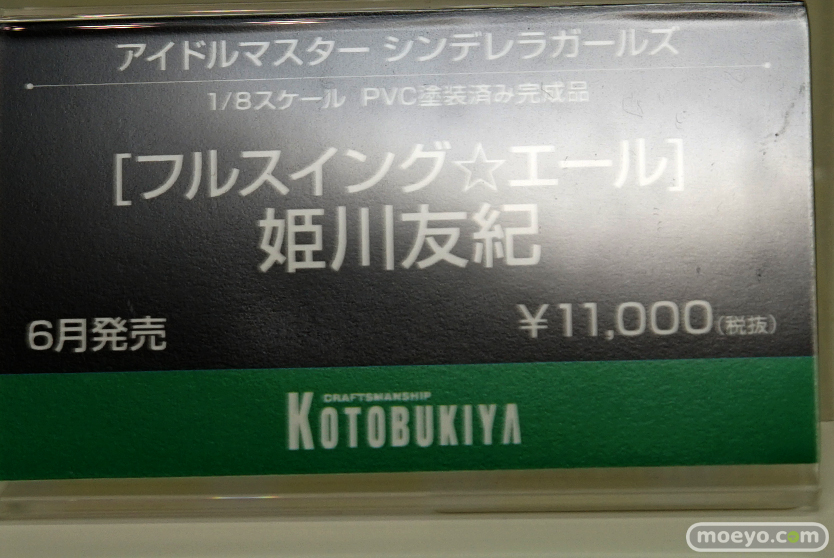 アイドルマスター シンデレラガールズ
1/8スケール PVC塗装済み完成品
[フルスイング☆エール]
姫川友紀
6月発売
¥11,000(税抜)
CRAFTSMANSHIP
KOTOBUKIYA
moeyo.com